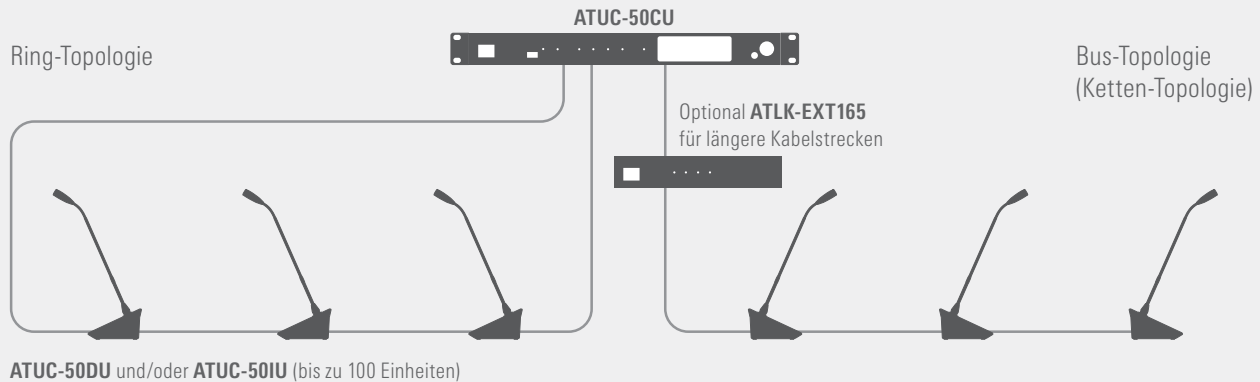 ATUC-50CU
Ring-Topologie
Bus-Topologie
(Ketten-Topologie)
Optional ATLK-EXT165
für längere Kabelstrecken
ATUC-50DU und/oder ATUC-50IU (bis zu 100 Einheiten)